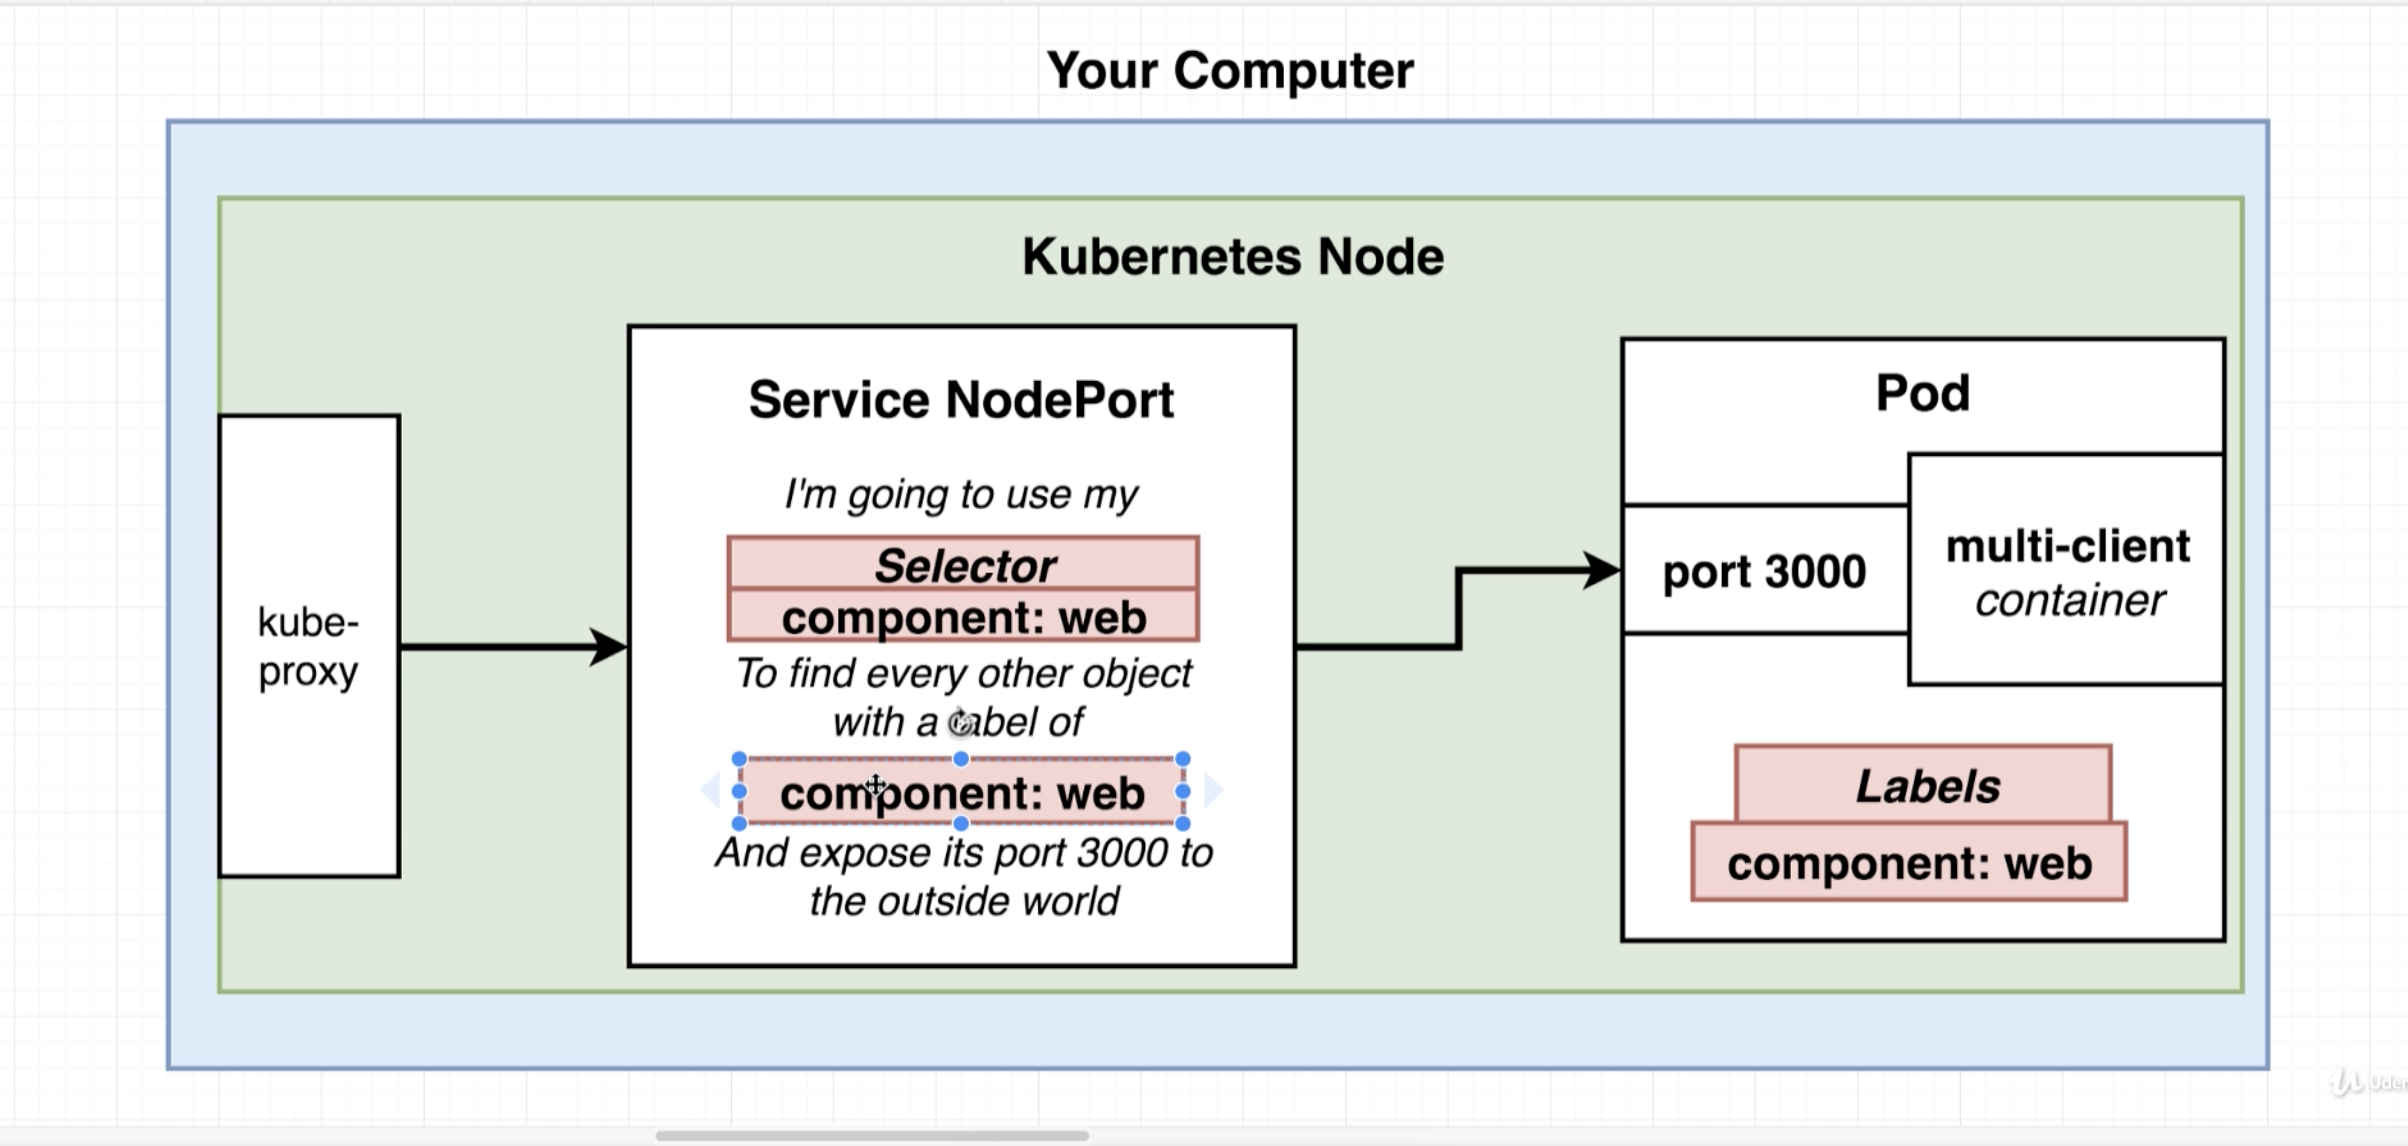 Your Computer
Kubernetes Node
kube-
proxy
Service NodePort
I'm going to use my
Selector
component: web
To find every other object
with a label of
component: web
And expose its port 3000 to
the outside world
Pod
port 3000
multi-client
container
Labels
component: web